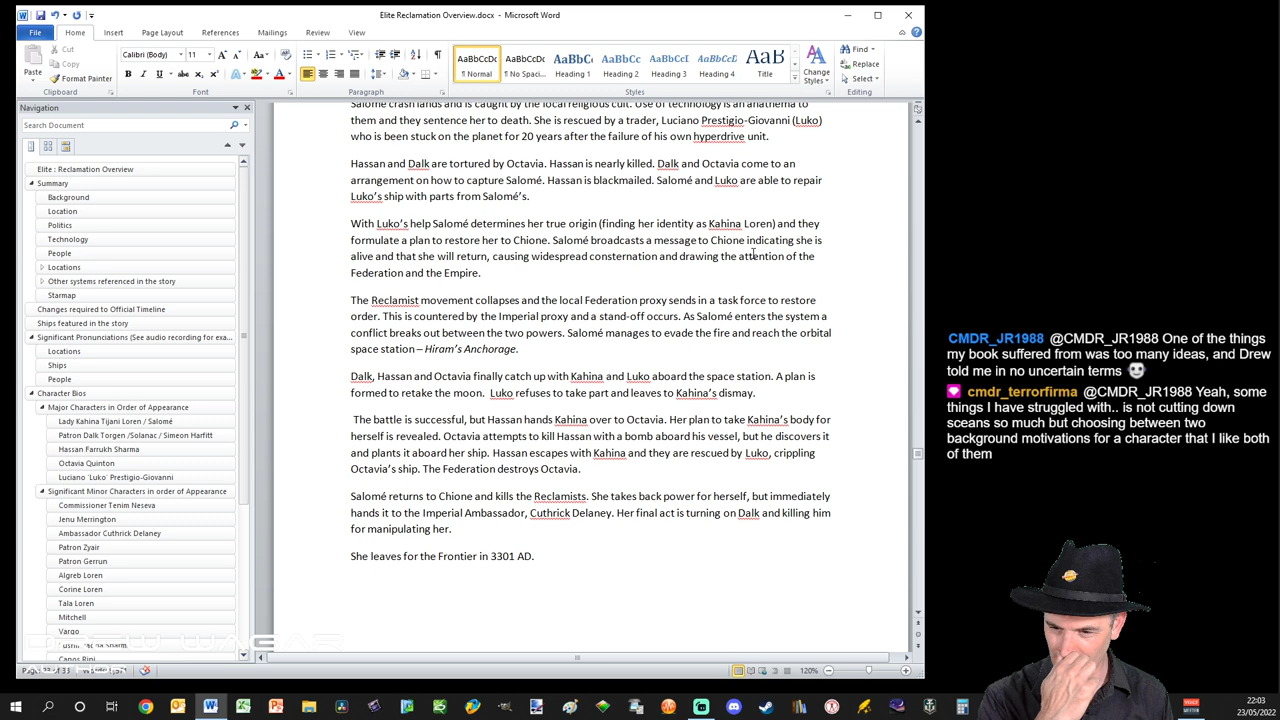 Elite Reclamation Overview.docx - Microsoft Word
File Home Insert Page Layout References Mailings Review View
Cut
Copy
Paste
Format Painter
Clipboard
Calibri (Body) 11
Font
Paragraph
AaBbCcDc AaBbCcDc AaBbCc AaBbCc AaBbCcI AaBbCcI AaB
¶ Normal ¶ No Spaci... Heading 1 Heading 2 Heading 3 Heading 4 Title
Styles
Change Styles
Find
Replace
Select
Editing
Navigation
Search Document
Elite : Reclamation Overview
Summary
Background
Location
Politics
Technology
People
Locations
Other systems referenced in the story
Starmap
Changes required to Official Timeline
Ships featured in the story
Significant Pronunciations (See audio recording for exa...
Locations
Ships
People
Character Bios
Major Characters in Order of Appearance
Lady Kahina Tijani Loren / Salomé
Patron Dalk Torgen /Solanac / Simeon Harfitt
Hassan Farrukh Sharma
Octavia Quinton
Luciano 'Luko' Prestigio-Giovanni
Significant Minor Characters in order of Appearance
Commissioner Tenim Neseva
Jenu Merrington
Ambassador Cuthrick Delaney
Patron Zyair
Patron Gerrun
Algreb Loren
Corine Loren
Tala Loren
Mitchell
Vargo
Salomé crash lands and is caught by the local religious cult. Use of technology is an anathema to
them and they sentence her to death. She is rescued by a trader, Luciano Prestigio-Giovanni (Luko)
who is been stuck on the planet for 20 years after the failure of his own hyperdrive unit.
Hassan and Dalk are tortured by Octavia. Hassan is nearly killed. Dalk and Octavia come to an
arrangement on how to capture Salomé. Hassan is blackmailed. Salomé and Luko are able to repair
Luko's ship with parts from Salomé's.
With Luko's help Salomé determines her true origin (finding her identity as Kahina Loren) and they
formulate a plan to restore her to Chione. Salomé broadcasts a message to Chione indicating she is
alive and that she will return, causing widespread consternation and drawing the attention of the
Federation and the Empire.
The Reclamist movement collapses and the local Federation proxy sends in a task force to restore
order. This is countered by the Imperial proxy and a stand-off occurs. As Salomé enters the system a
conflict breaks out between the two powers. Salomé manages to evade the fire and reach the orbital
space station – Hiram's Anchorage.
Dalk, Hassan and Octavia finally catch up with Kahina and Luko aboard the space station. A plan is
formed to retake the moon. Luko refuses to take part and leaves to Kahina's dismay.
The battle is successful, but Hassan hands Kahina over to Octavia. Her plan to take Kahina's body for
herself is revealed. Octavia attempts to kill Hassan with a bomb aboard his vessel, but he discovers it
and plants it aboard her ship. Hassan escapes with Kahina and they are rescued by Luko, crippling
Octavia's ship. The Federation destroys Octavia.
Salomé returns to Chione and kills the Reclamists. She takes back power for herself, but immediately
hands it to the Imperial Ambassador, Cuthrick Delaney. Her final act is turning on Dalk and killing him
for manipulating her.
She leaves for the Frontier in 3301 AD.
CMDR_JR1988 @CMDR_JR1988 One of the things
my book suffered from was too many ideas, and Drew
told me in no uncertain terms
cmdr_terrorfirma @CMDR_JR1988 Yeah, some
things I have struggled with.. is not cutting down
sceans so much but choosing between two
background motivations for a character that I like both
of them
DREW WAGAR
120%
22:03
23/05/2022